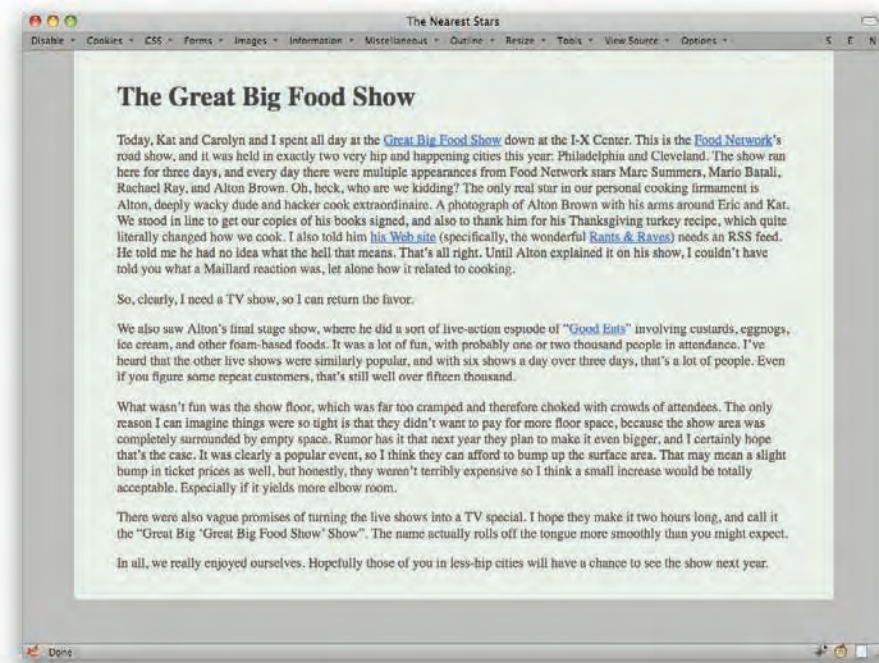 The Nearest Stars
Disable Cookies CSS Forms Images Information Miscellaneous Outline Resize Tools View Source Options S E N
The Great Big Food Show
Today, Kat and Carolyn and I spent all day at the Great Big Food Show down at the I-X Center. This is the Food Network's
road show, and it was held in exactly two very hip and happening cities this year: Philadelphia and Cleveland. The show ran
here for three days, and every day there were multiple appearances from Food Network stars Marc Summers, Mario Batali,
Rachael Ray, and Alton Brown. Oh, heck, who are we kidding? The only real star in our personal cooking firmament is
Alton, deeply wacky dude and hacker cook extraordinaire. A photograph of Alton Brown with his arms around Eric and Kat.
We stood in line to get our copies of his books signed, and also to thank him for his Thanksgiving turkey recipe, which quite
literally changed how we cook. I also told him his Web site (specifically, the wonderful Rants & Raves) needs an RSS feed.
He told me he had no idea what the hell that means. That's all right. Until Alton explained it on his show, I couldn't have
told you what a Maillard reaction was, let alone how it related to cooking.
So, clearly, I need a TV show, so I can return the favor.
We also saw Alton's final stage show, where he did a sort of live-action espiode of "Good Eats" involving custards, eggnogs,
ice cream, and other foam-based foods. It was a lot of fun, with probably one or two thousand people in attendance. I've
heard that the other live shows were similarly popular, and with six shows a day over three days, that's a lot of people. Even
if you figure some repeat customers, that's still well over fifteen thousand.
What wasn't fun was the show floor, which was far too cramped and therefore choked with crowds of attendees. The only
reason I can imagine things were so tight is that they didn't want to pay for more floor space, because the show area was
completely surrounded by empty space. Rumor has it that next year they plan to make it even bigger, and I certainly hope
that's the case. It was clearly a popular event, so I think they can afford to bump up the surface area. That may mean a slight
bump in ticket prices as well, but honestly, they weren't terribly expensive so I think a small increase would be totally
acceptable. Especially if it yields more elbow room.
There were also vague promises of turning the live shows into a TV special. I hope they make it two hours long, and call it
the "Great Big 'Great Big Food Show' Show". The name actually rolls off the tongue more smoothly than you might expect.
In all, we really enjoyed ourselves. Hopefully those of you in less-hip cities will have a chance to see the show next year.
Done